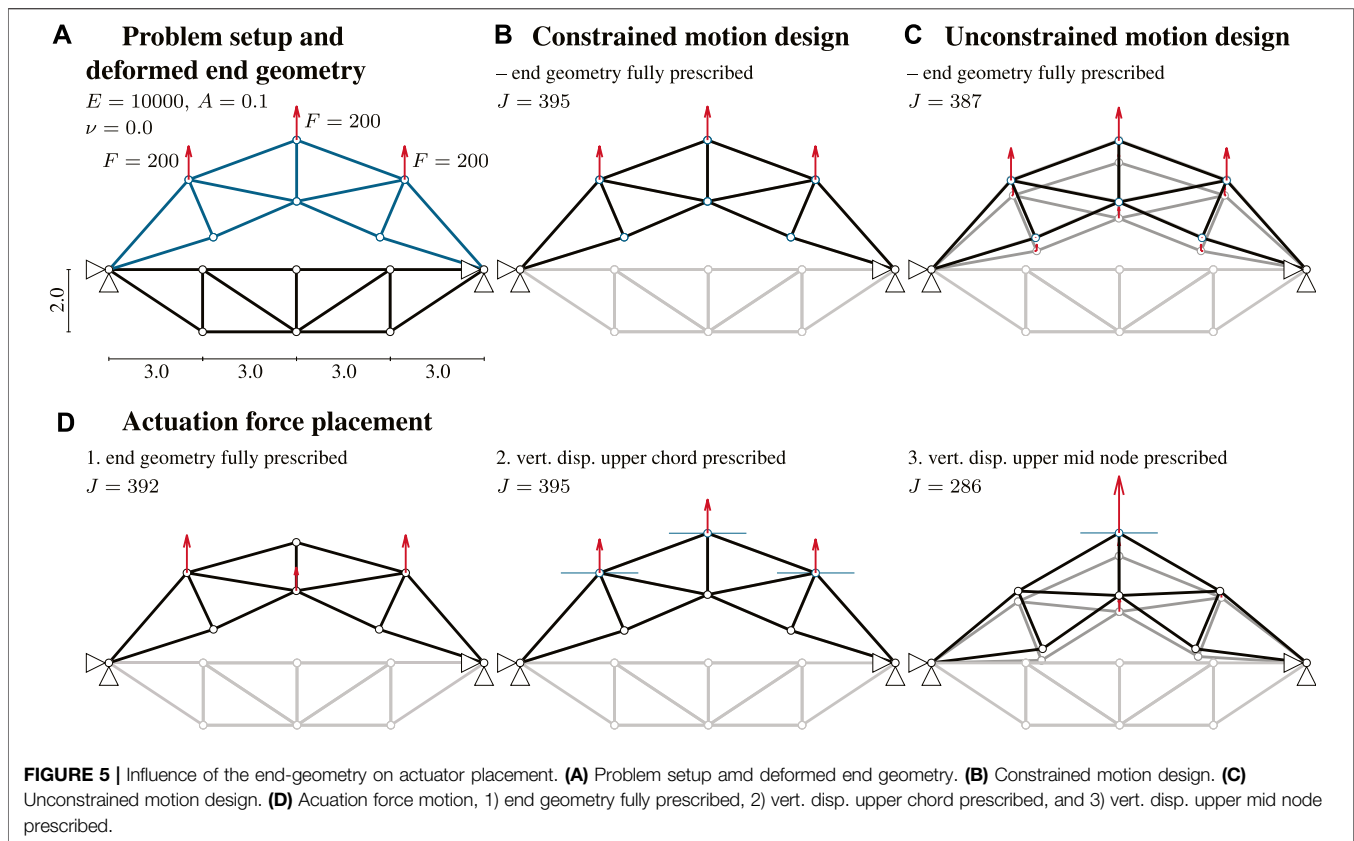 A Problem setup and
deformed end geometry
E = 10000, A = 0.1
ν = 0.0
F = 200
F = 200
F = 200
2.0
3.0 3.0 3.0 3.0
B Constrained motion design
– end geometry fully prescribed
J = 395
C Unconstrained motion design
– end geometry fully prescribed
J = 387
D Actuation force placement
1. end geometry fully prescribed
J = 392
2. vert. disp. upper chord prescribed
J = 395
3. vert. disp. upper mid node prescribed
J = 286
FIGURE 5 | Influence of the end-geometry on actuator placement. (A) Problem setup amd deformed end geometry. (B) Constrained motion design. (C)
Unconstrained motion design. (D) Acuation force motion, 1) end geometry fully prescribed, 2) vert. disp. upper chord prescribed, and 3) vert. disp. upper mid node
prescribed.